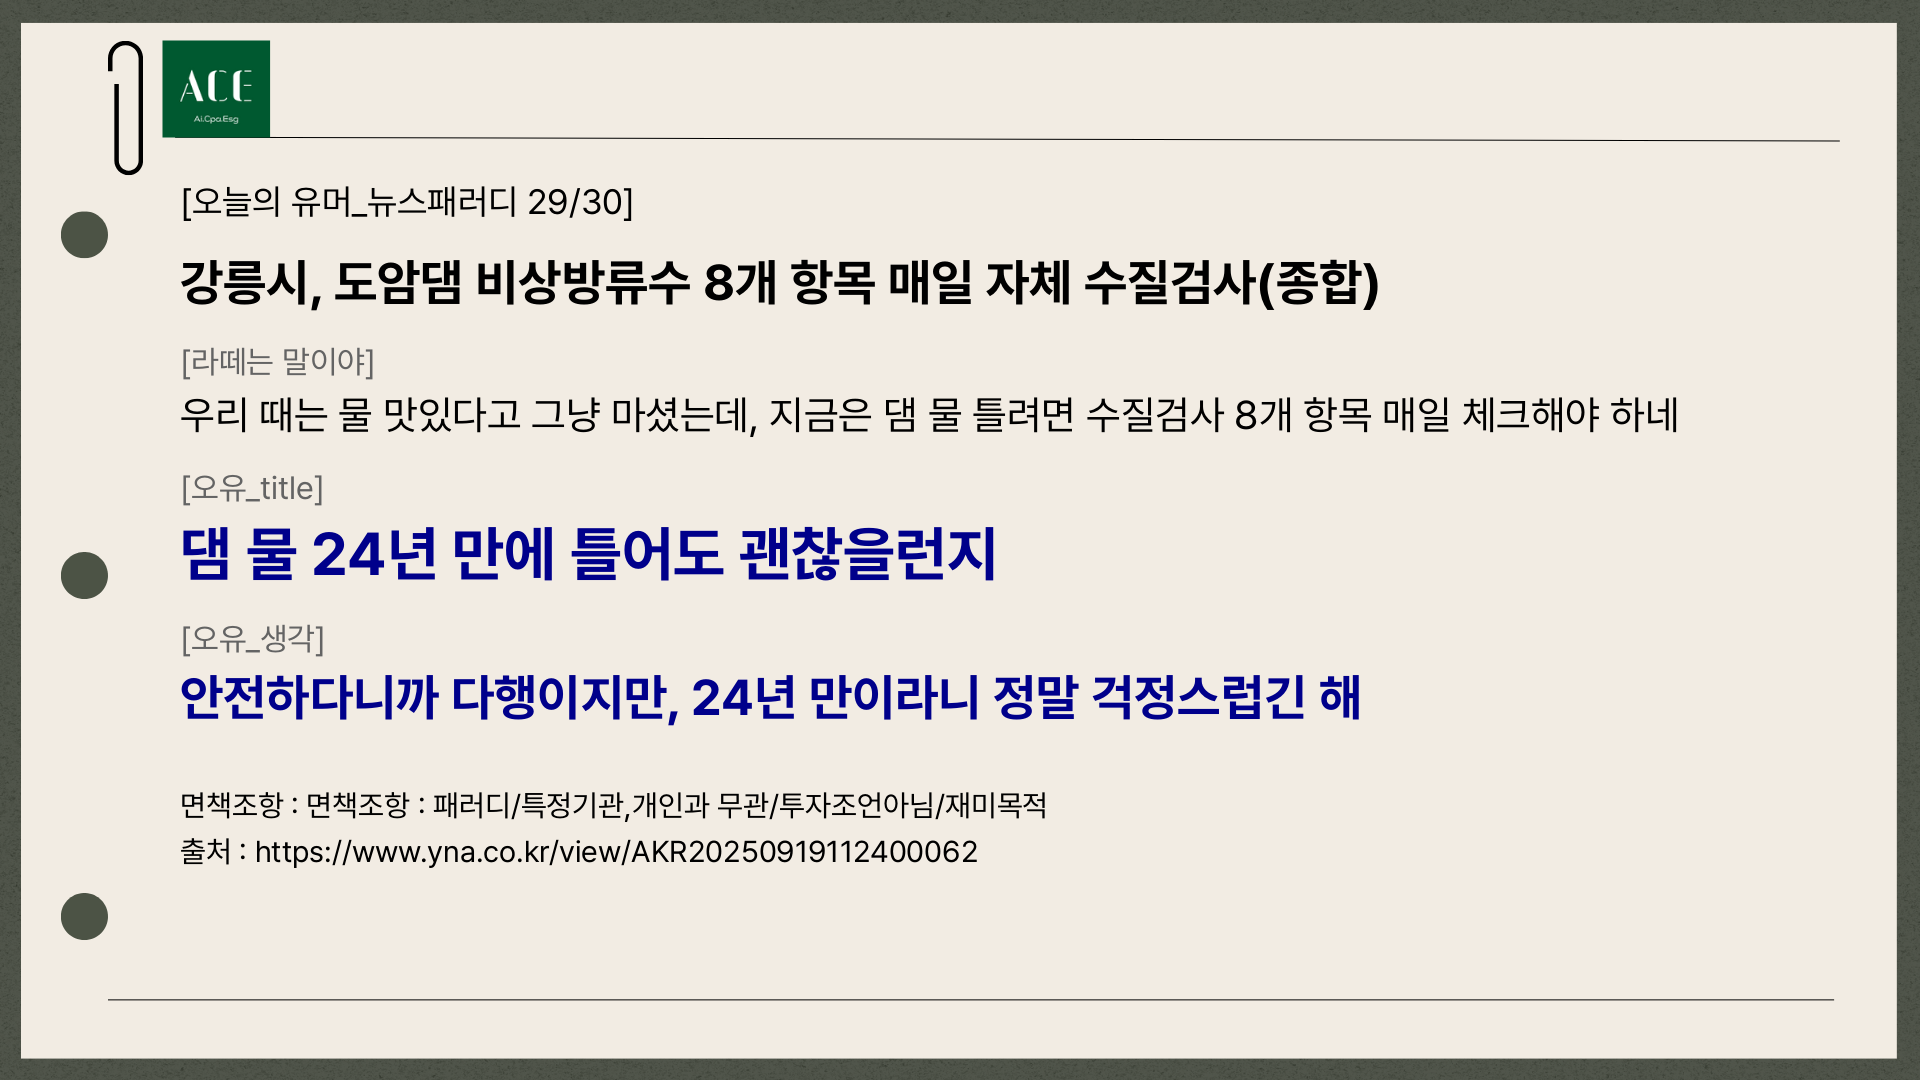 ACE
Ai.Cpa.Esg
[오늘의 유머_뉴스패러디 29/30]
강릉시, 도암댐 비상방류수 8개 항목 매일 자체 수질검사(종합)
[라떼는 말이야]
우리 때는 물 맛있다고 그냥 마셨는데, 지금은 댐 물 틀려면 수질검사 8개 항목 매일 체크해야 하네
[오유_title]
댐 물 24년 만에 틀어도 괜찮을런지
[오유_생각]
안전하다니까 다행이지만, 24년 만이라니 정말 걱정스럽긴 해
면책조항 : 면책조항 : 패러디/특정기관,개인과 무관/투자조언아님/재미목적
출처 : https://www.yna.co.kr/view/AKR20250919112400062